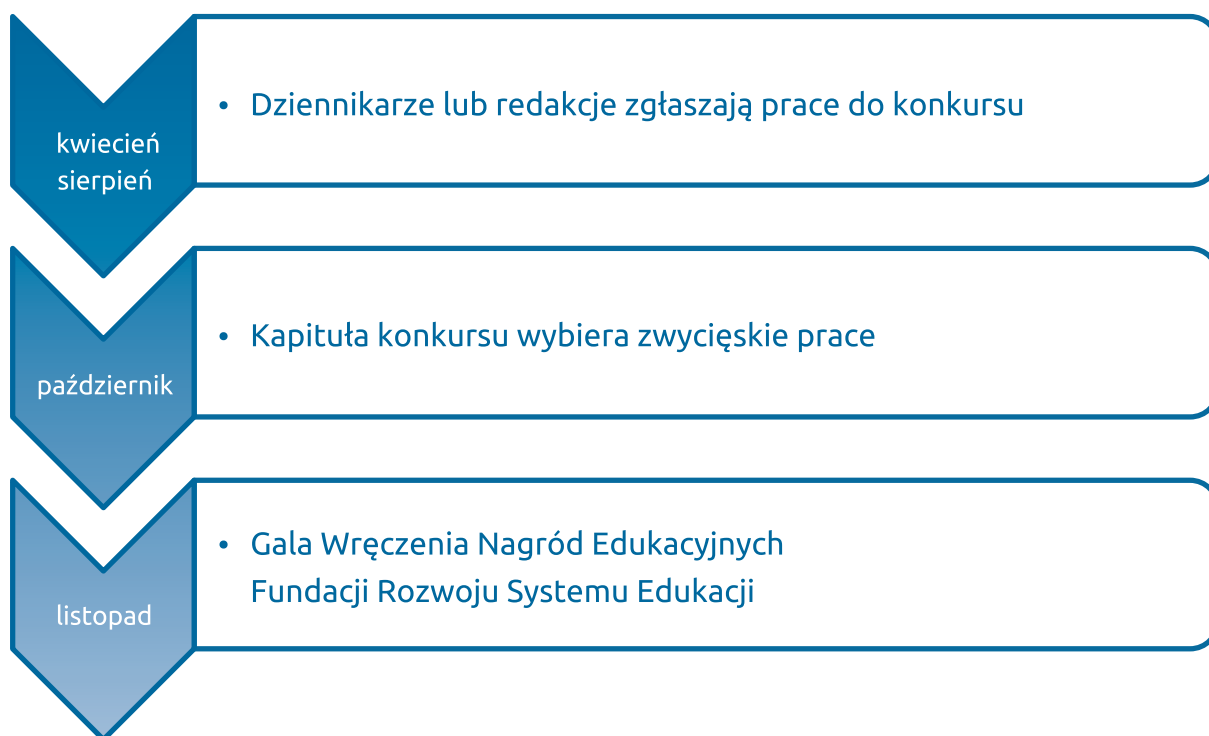 kwiecień
sierpień
• Dziennikarze lub redakcje zgłaszają prace do konkursu
październik
• Kapituła konkursu wybiera zwycięskie prace
listopad
• Gala Wręczenia Nagród Edukacyjnych
Fundacji Rozwoju Systemu Edukacji